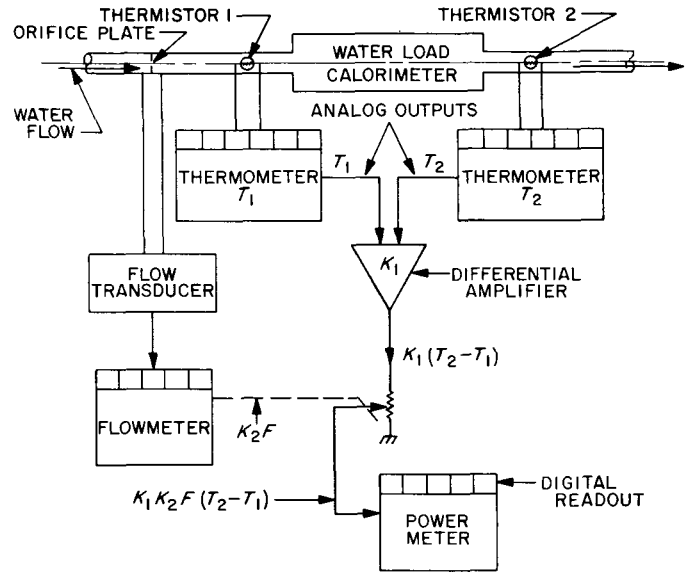 THERMISTOR 1
ORIFICE PLATE
THERMISTOR 2
WATER LOAD
CALORIMETER
WATER
FLOW
ANALOG OUTPUTS
THERMOMETER
T1
T1
T2
THERMOMETER
T2
K1
DIFFERENTIAL
AMPLIFIER
FLOW
TRANSDUCER
K1 (T2–T1)
FLOWMETER
K2F
K1 K2 F (T2–T1)
DIGITAL
READOUT
POWER
METER